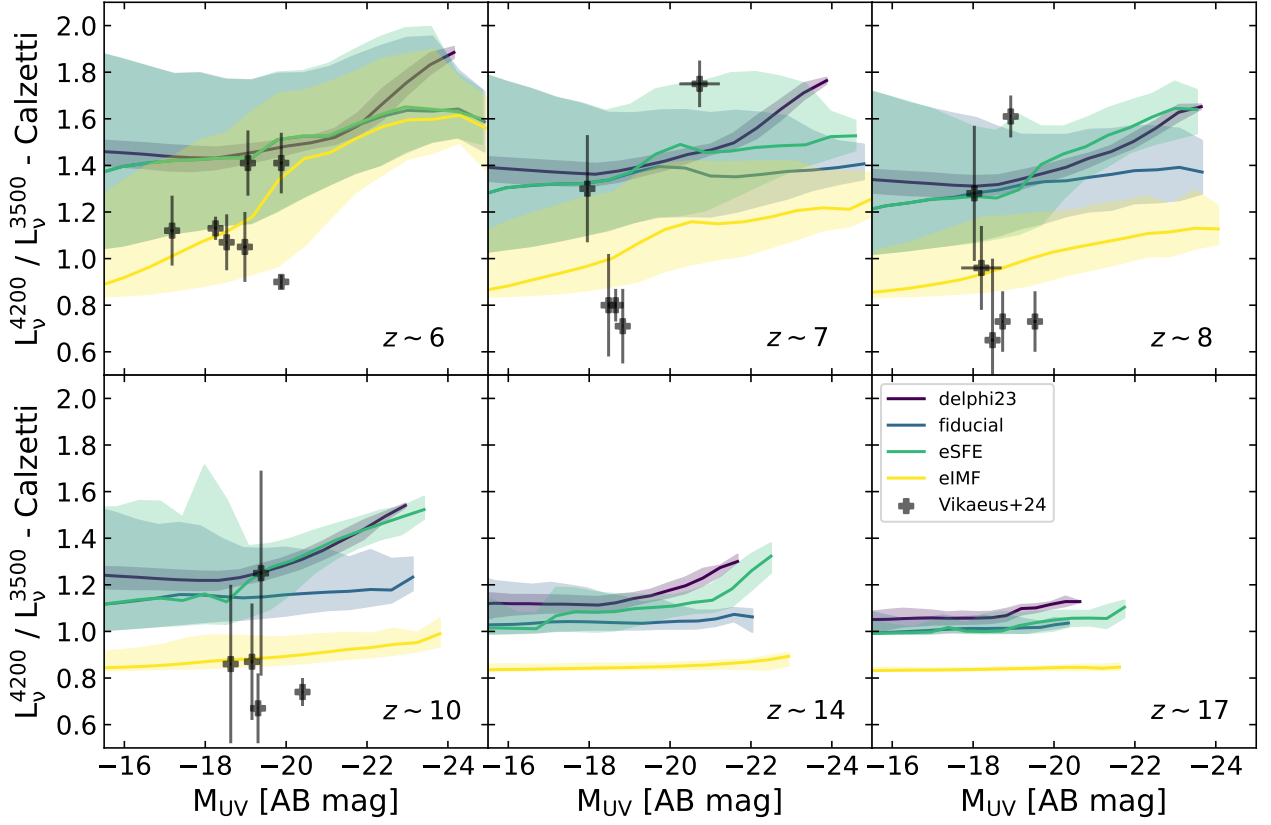 2.0
1.8
1.6
1.4
1.2
1.0
0.8
0.6
L_ν^4200 / L_ν^3500 - Calzetti
z ~ 6
z ~ 7
z ~ 8
2.0
1.8
1.6
1.4
1.2
1.0
0.8
0.6
L_ν^4200 / L_ν^3500 - Calzetti
z ~ 10
z ~ 14
delphi23
fiducial
eSFE
eIMF
Vikaeus+24
z ~ 17
−16 −18 −20 −22 −24
−16 −18 −20 −22 −24
−16 −18 −20 −22 −24
M_UV [AB mag]
M_UV [AB mag]
M_UV [AB mag]